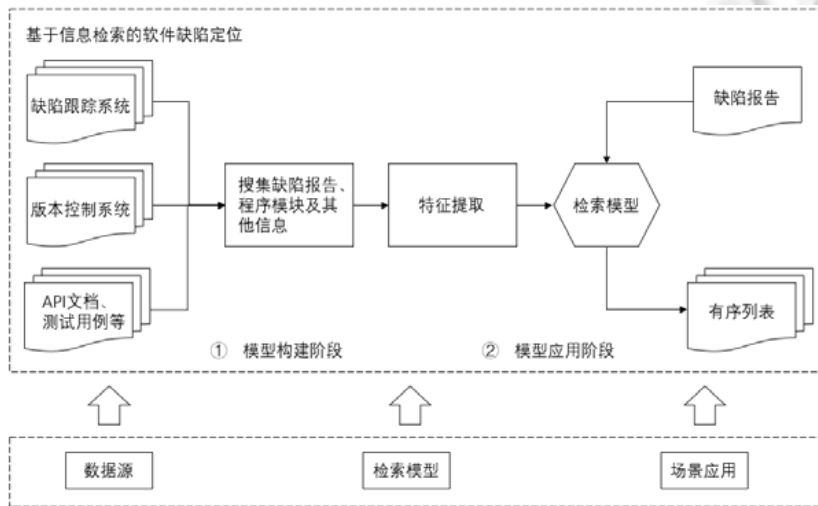 基于信息检索的软件缺陷定位
缺陷跟踪系统
缺陷报告
版本控制系统
搜集缺陷报告、
程序模块及其
他信息
特征提取
检索模型
API文档、
测试用例等
有序列表
① 模型构建阶段
② 模型应用阶段
数据源
检索模型
场景应用